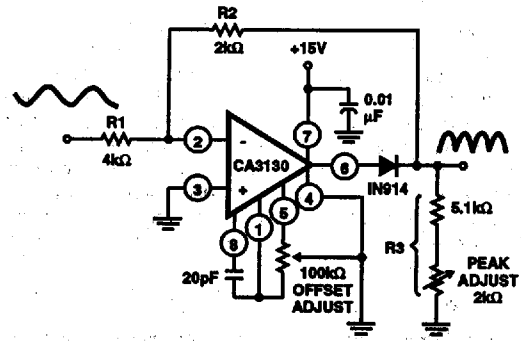 R2
2kΩ
+15V
0.01
μF
R1
4kΩ
2
-
7
CA3130
3
+
6
IN914
8
1
5
4
5.1kΩ
R3
20pF
100kΩ
OFFSET
ADJUST
PEAK
ADJUST
2kΩ